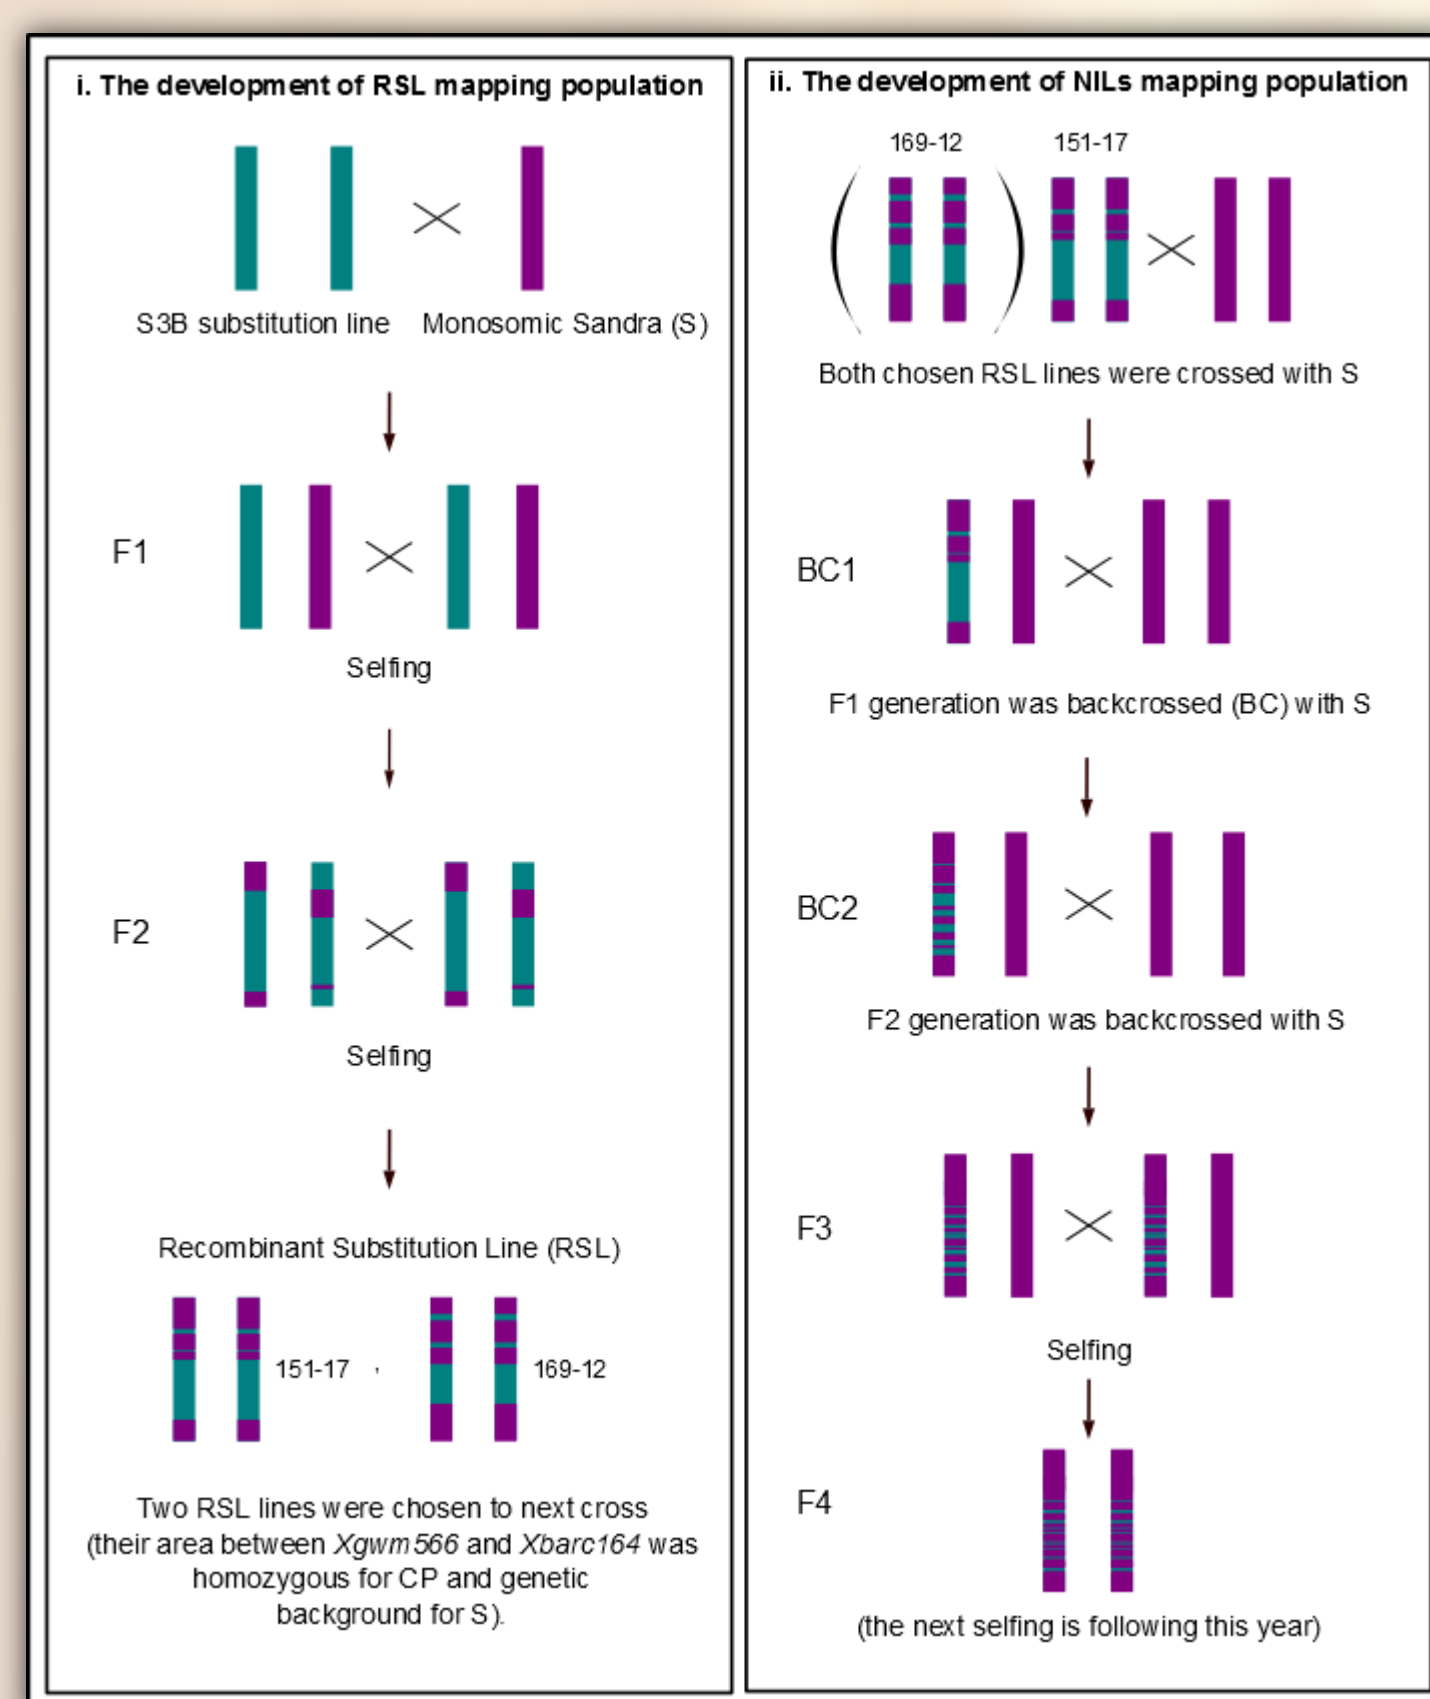 i. The development of RSL mapping population
S3B substitution line
Monosomic Sandra (S)
F1
Selfing
F2
Selfing
Recombinant Substitution Line (RSL)
151-17 ,
169-12
Two RSL lines were chosen to next cross
(their area between Xgwm566 and Xbarc164 was
homozygous for CP and genetic
background for S).
ii. The development of NILs mapping population
169-12
151-17
Both chosen RSL lines were crossed with S
BC1
F1 generation was backcrossed (BC) with S
BC2
F2 generation was backcrossed with S
F3
Selfing
F4
(the next selfing is following this year)